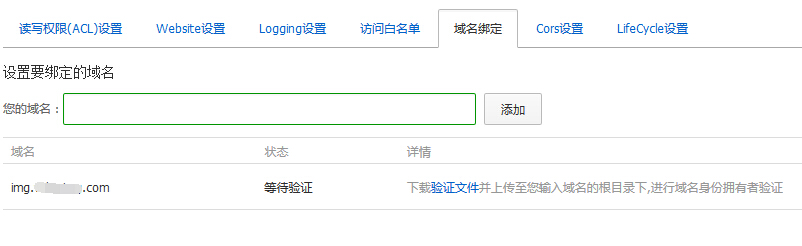 读写权限(ACL)设置 Website设置 Logging设置 访问白名单 域名绑定 Cors设置 LifeCycle设置
设置要绑定的域名
您的域名： 添加
域名 状态 详情
img. .com 等待验证 下载验证文件并上传至您输入域名的根目录下,进行域名身份拥有者验证